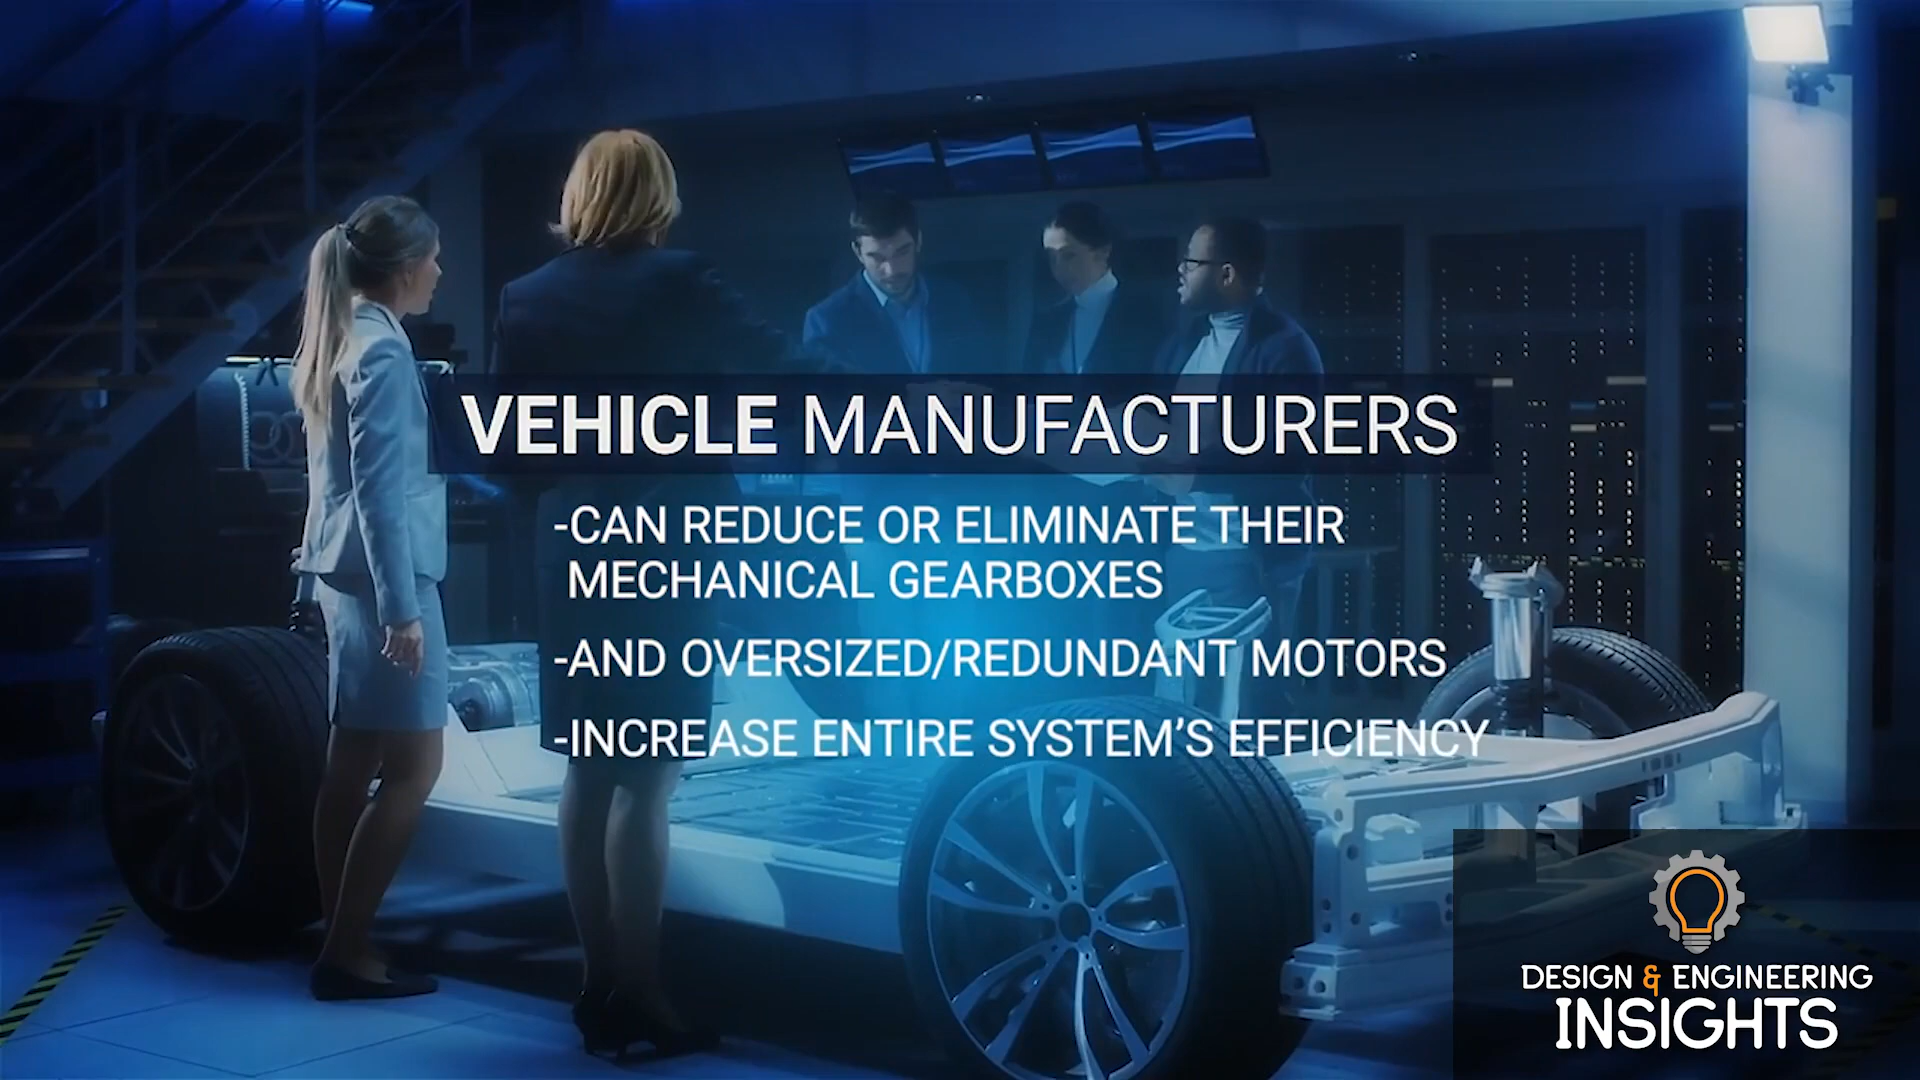 VEHICLE MANUFACTURERS
-CAN REDUCE OR ELIMINATE THEIR
MECHANICAL GEARBOXES
-AND OVERSIZED/REDUNDANT MOTORS
-INCREASE ENTIRE SYSTEM'S EFFICIENCY
DESIGN & ENGINEERING
INSIGHTS